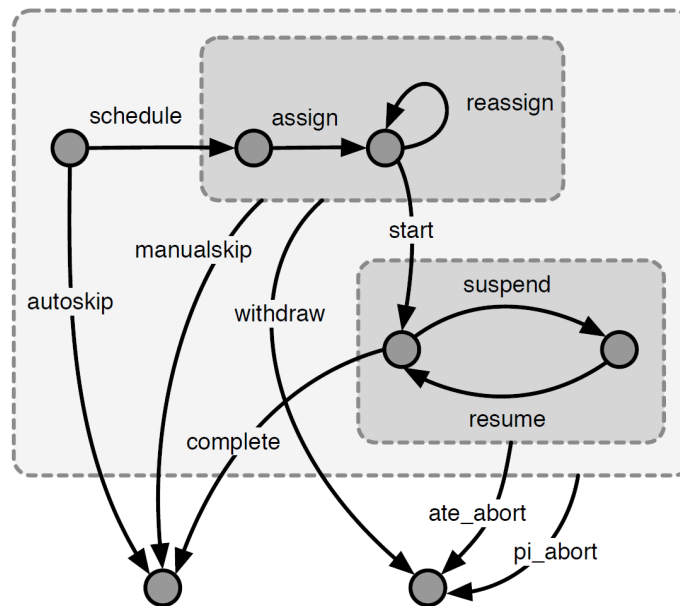 schedule
assign
reassign
start
manualskip
autoskip
withdraw
suspend
resume
complete
ate_abort
pi_abort